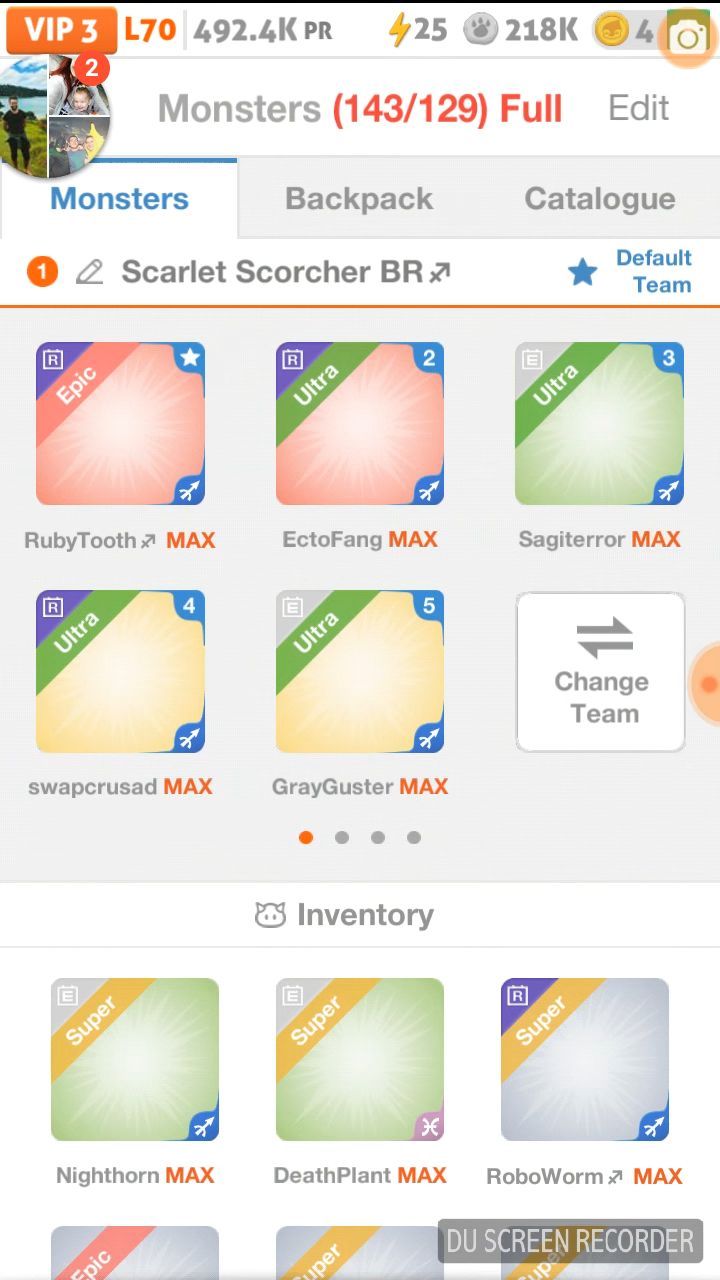 VIP 3 L70 492.4K PR 25 218K 4
2
Monsters (143/129) Full Edit
Monsters Backpack Catalogue
1 Scarlet Scorcher BR♐ Default Team
R Epic
R Ultra 2
E Ultra 3
RubyTooth♐ MAX EctoFang MAX Sagiterror MAX
R Ultra 4
E Ultra 5
Change
Team
swapcrusad MAX GrayGuster MAX
Inventory
E Super
E Super
R Super
Nighthorn MAX DeathPlant MAX RoboWorm♐ MAX
Epic
DU SCREEN RECORDER